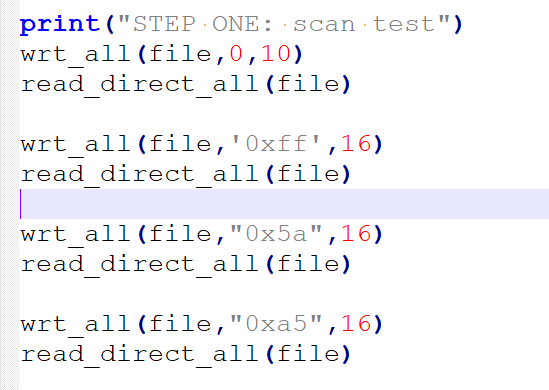 print("STEP ONE: scan test")
wrt_all(file,0,10)
read_direct_all(file)
wrt_all(file,'0xff',16)
read_direct_all(file)
wrt_all(file,"0x5a",16)
read_direct_all(file)
wrt_all(file,"0xa5",16)
read_direct_all(file)